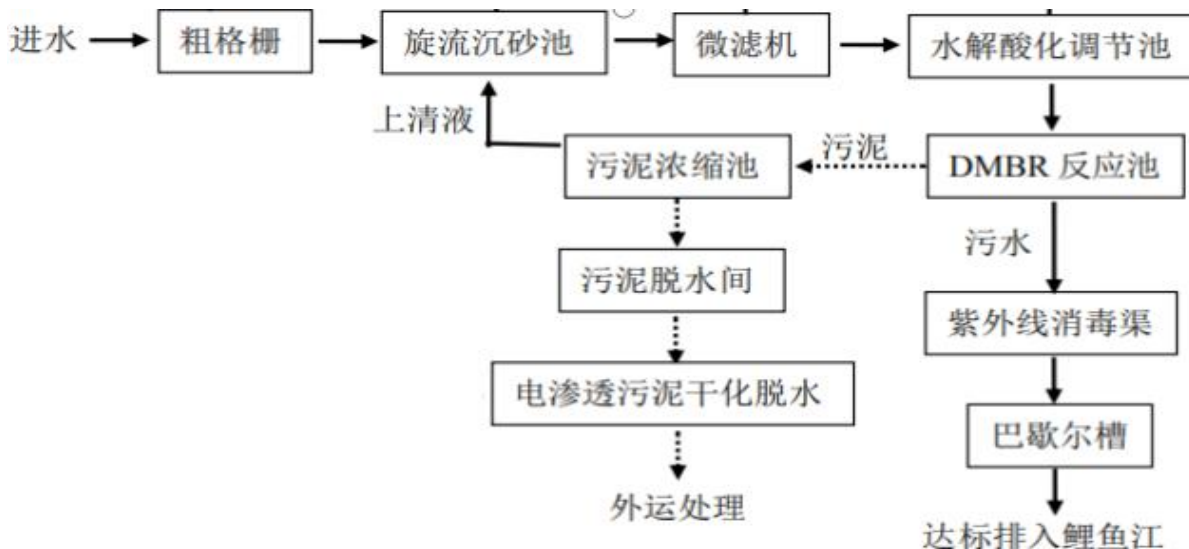 进水
粗格栅
旋流沉砂池
微滤机
水解酸化调节池
上清液
污泥浓缩池
污泥
DMBR 反应池
污水
污泥脱水间
紫外线消毒渠
电渗透污泥干化脱水
巴歇尔槽
外运处理
达标排入鲤鱼江